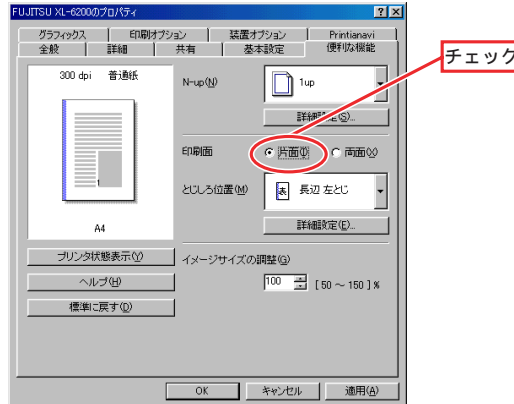 FUJITSU XL-6200のプロパティ
グラフィックス 印刷オプション 装置オプション Printianavi
全般 詳細 共有 基本設定 便利な機能
チェック
300 dpi 普通紙
N-up(N) 1up
詳細設定(S)...
印刷面 片面(I) 両面(X)
とじしろ位置(M) 表 長辺 左とじ
詳細設定(E)...
A4
プリンタ状態表示(Y)
イメージサイズの調整(G)
ヘルプ(H)
100 [ 50 ～ 150 ] %
標準に戻す(D)
OK キャンセル 適用(A)